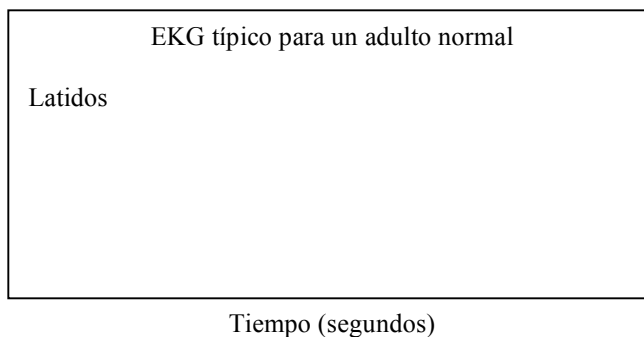 EKG típico para un adulto normal
Latidos
Tiempo (segundos)